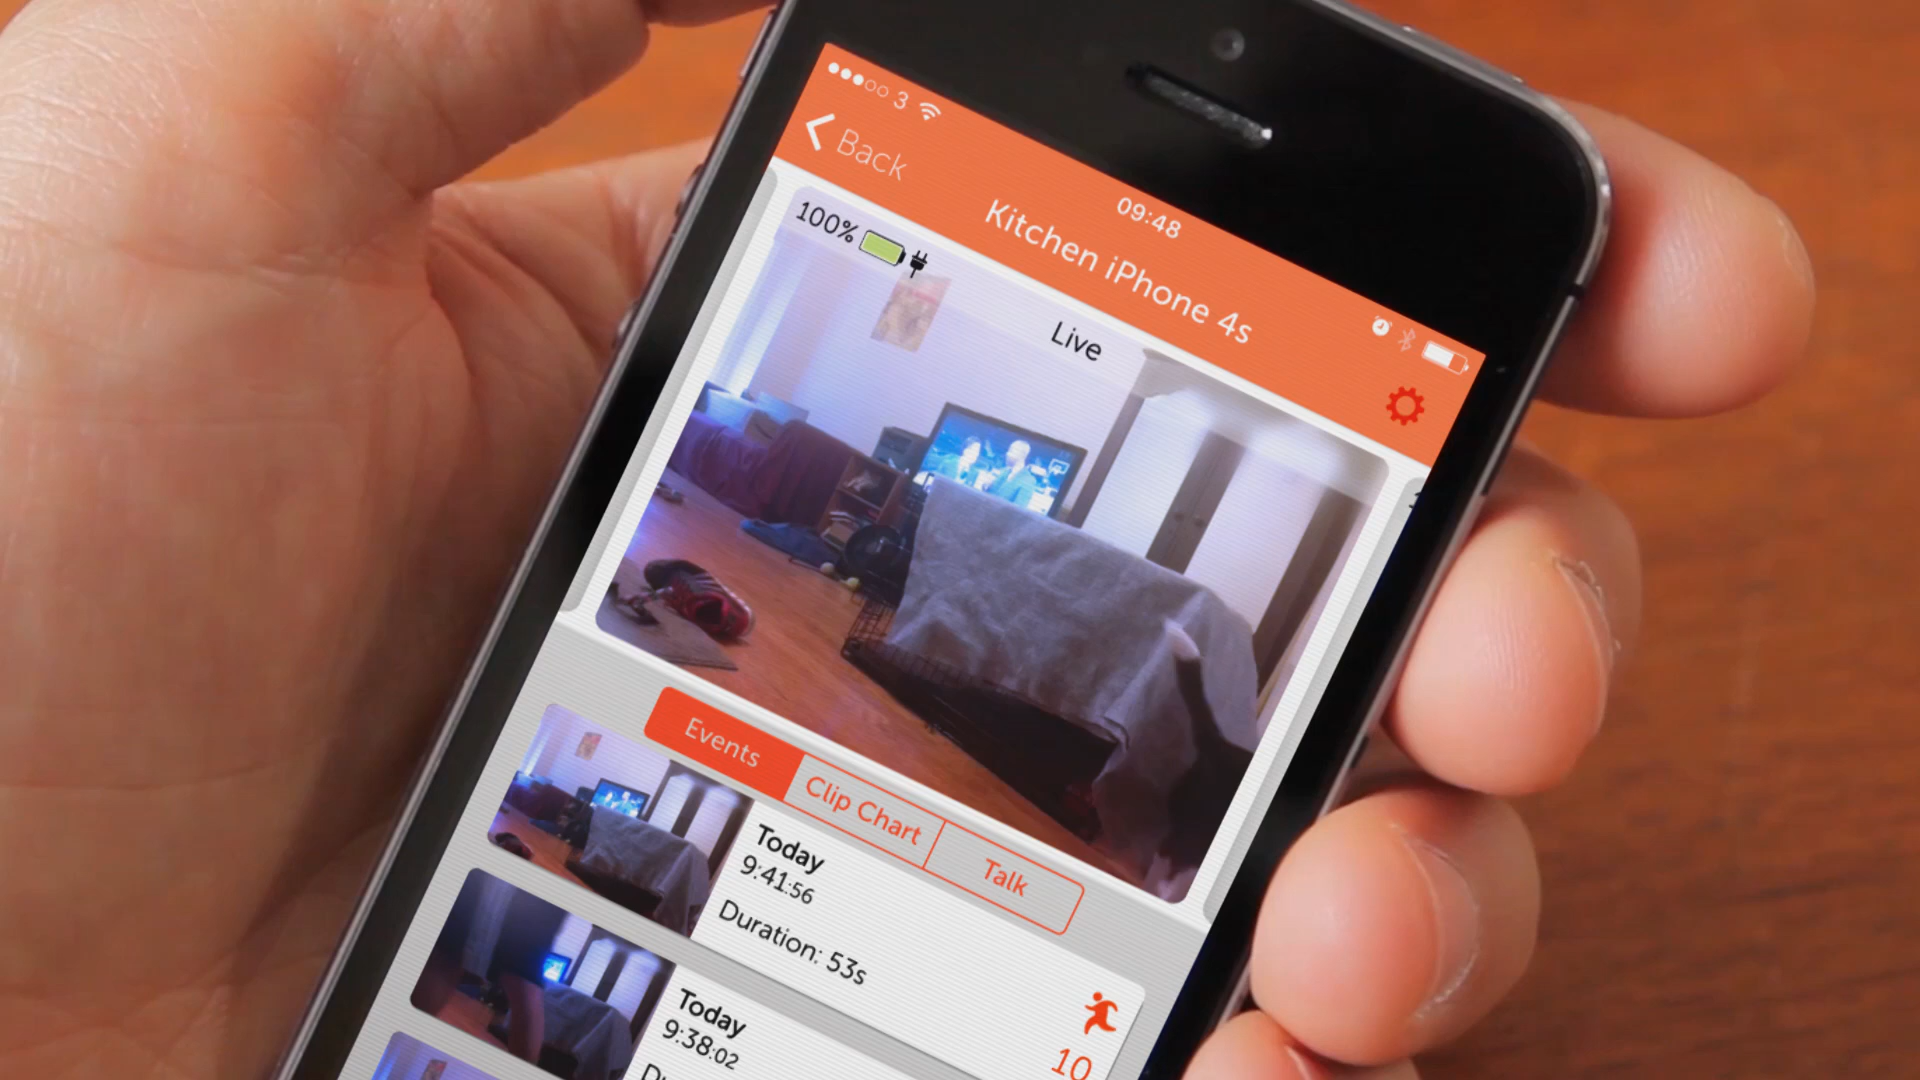 3
09:48
Back
Kitchen iPhone 4s
100%
Live
Events
Clip Chart
Talk
Today
9:41:56
Duration: 53s
10
Today
9:38:02